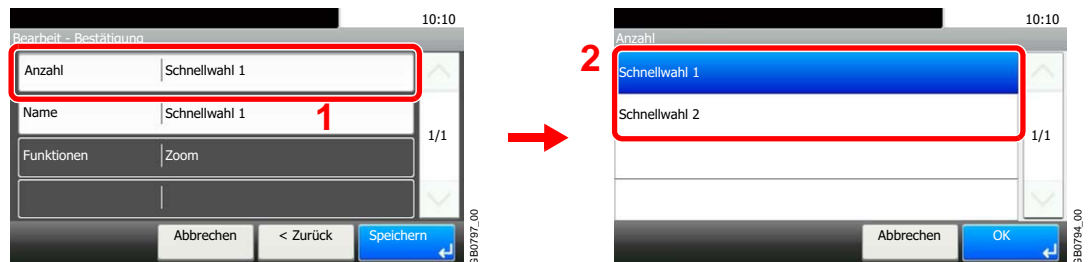 10:10
Bearbeit - Bestätigung
Anzahl Schnellwahl 1
1
Name Schnellwahl 1
1/1
Funktionen Zoom
Abbrechen < Zurück Speichern
GB0797_00
10:10
Anzahl
2
Schnellwahl 1
Schnellwahl 2
1/1
Abbrechen OK
GB0794_00